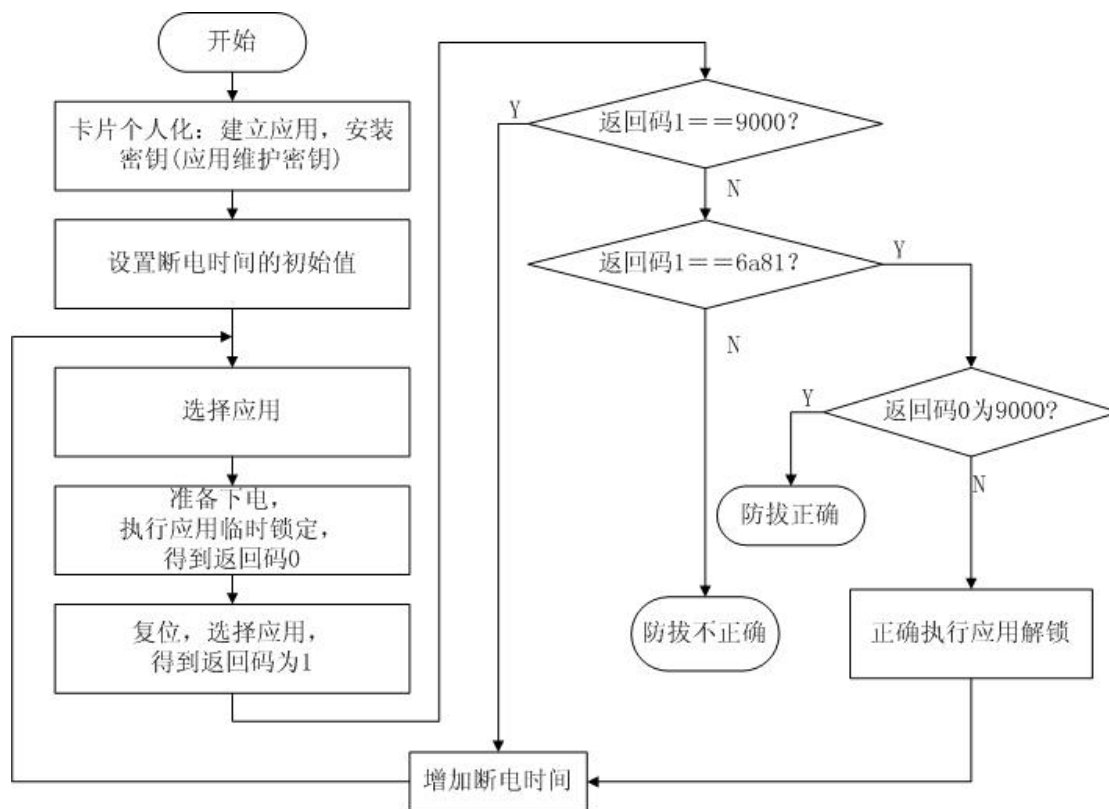 开始
卡片个人化：建立应用，安装
密钥(应用维护密钥)
设置断电时间的初始值
选择应用
准备下电，
执行应用临时锁定，
得到返回码0
复位，选择应用，
得到返回码为1
返回码1==9000?
Y
N
返回码1==6a81?
Y
N
返回码0为9000?
Y
N
防拔正确
防拔不正确
正确执行应用解锁
增加断电时间